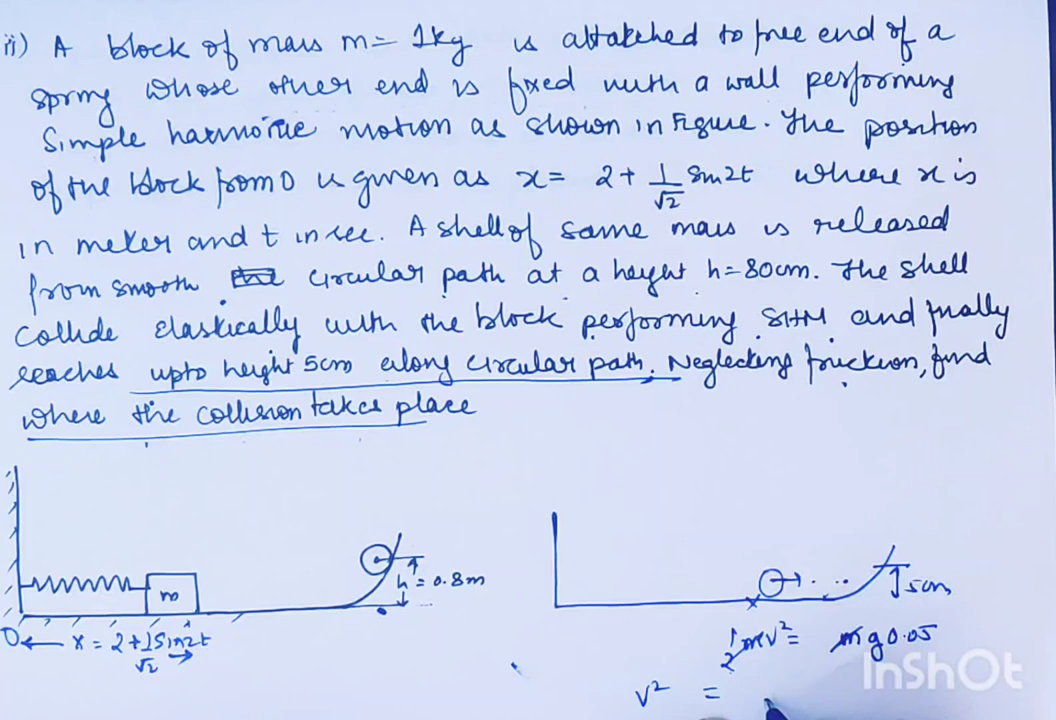 ii) A block of mass m = 1kg is attatched to free end of a
spring whose other end is fixed with a wall performing
Simple harmonic motion as shown in Figure. The position
of the block from O is given as x = 2 + 1/√2 Sin2t where x is
in meter and t in sec. A shell of same mass is released
from smooth circular path at a height h = 80cm. The shell
Collide elastically with the block performing SHM and finally
reaches upto height 5cm along circular path. Neglecting friction, find
where the collision takes place
m
h = 0.8m
O x = 2 + 1/√2 Sin2t
5cm
1/2 mv² = mg0.05
v² =
InShOt